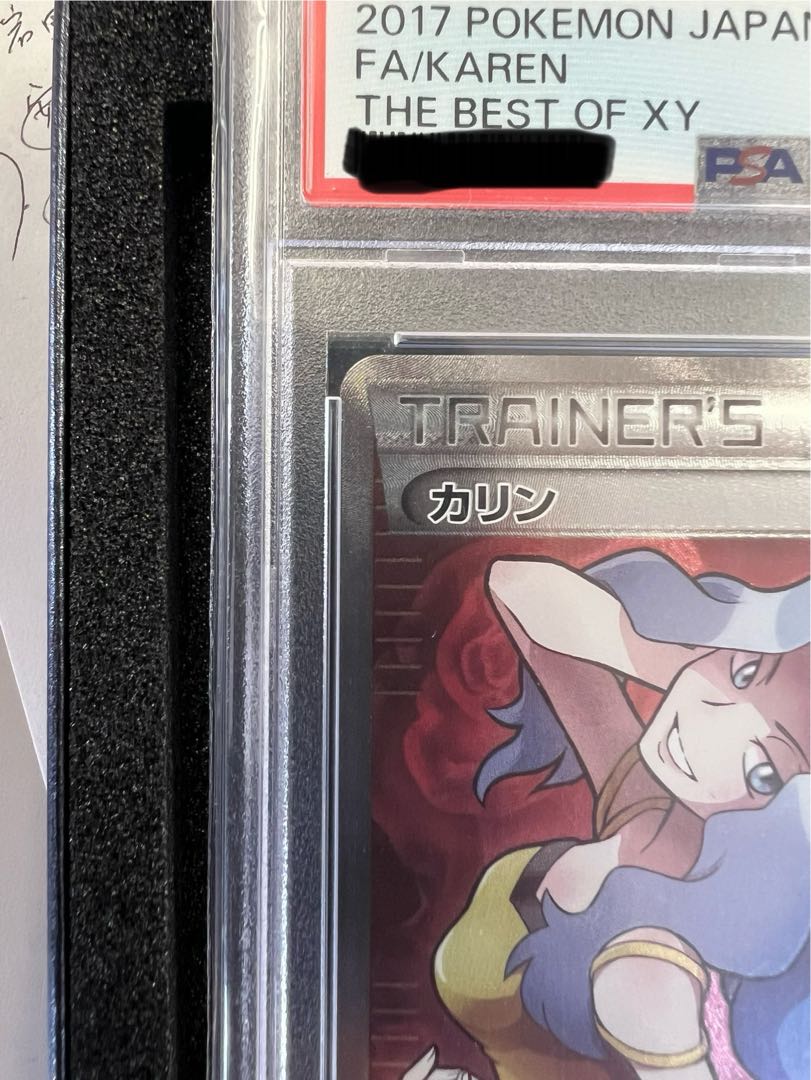 2017 POKEMON JAPAN
FA/KAREN
THE BEST OF XY
PSA
TRAINER'S
カリン